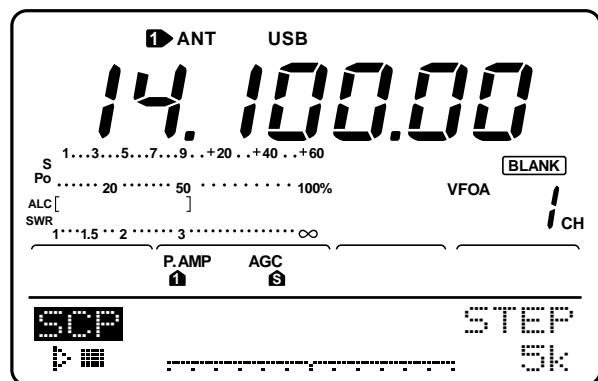 1 ANT USB
14.100.00
1...3...5...7...9..+20..+40..+60
S
BLANK
Po ······ 20 ········· 50 · · · · · · · · · 100%
VFOA
ALC [ ]
1 CH
SWR
1···1.5··2 ······ 3 ·············∞
P.AMP AGC
1 S
SCP STEP
5k